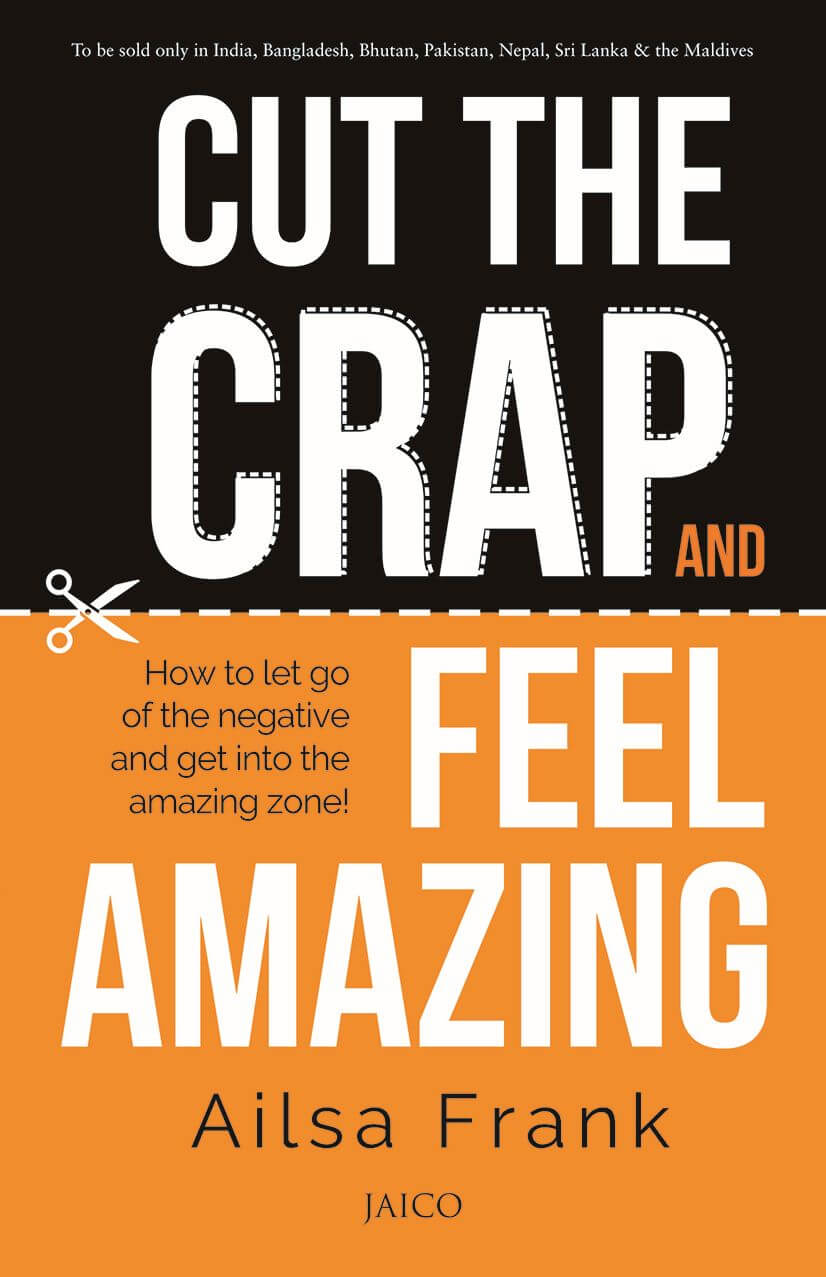 To be sold only in India, Bangladesh, Bhutan, Pakistan, Nepal, Sri Lanka & the Maldives
CUT THE
CRAP AND
How to let go
of the negative
and get into the
amazing zone!
FEEL
AMAZING
Ailsa Frank
JAICO